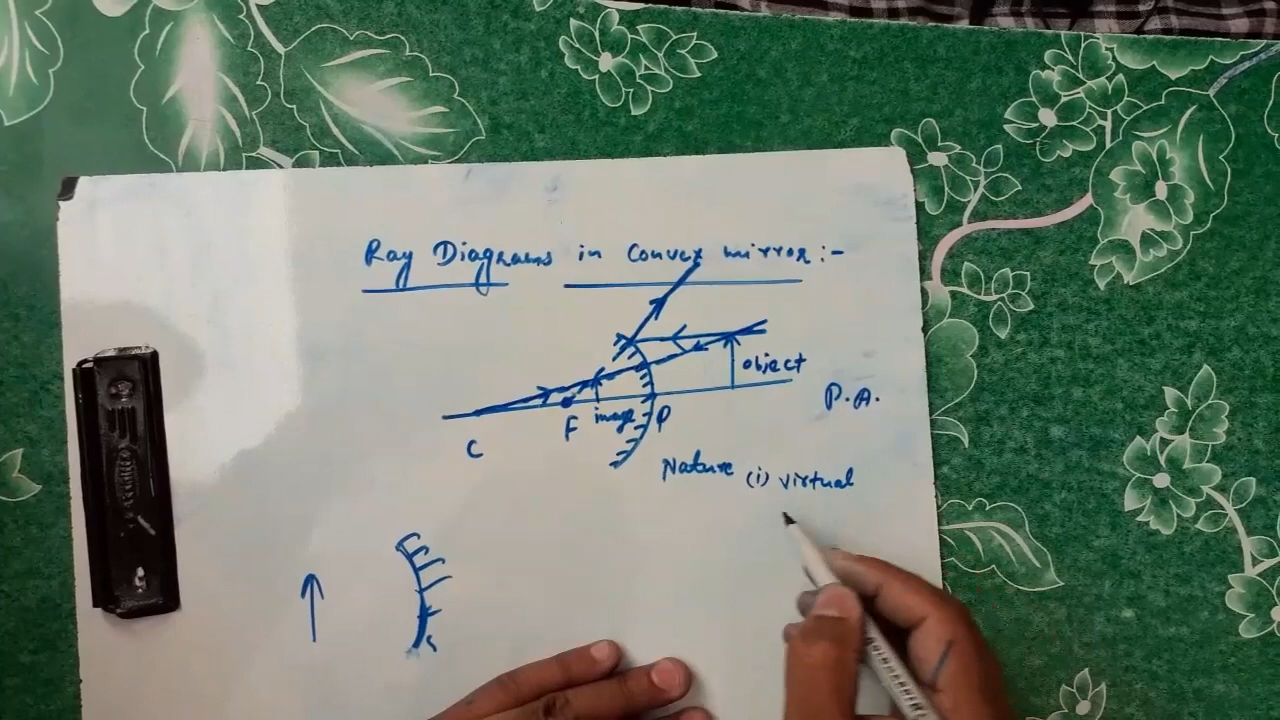 Ray Diagrams in Convex mirror :-
object
P.A.
C F image P
Nature (i) virtual